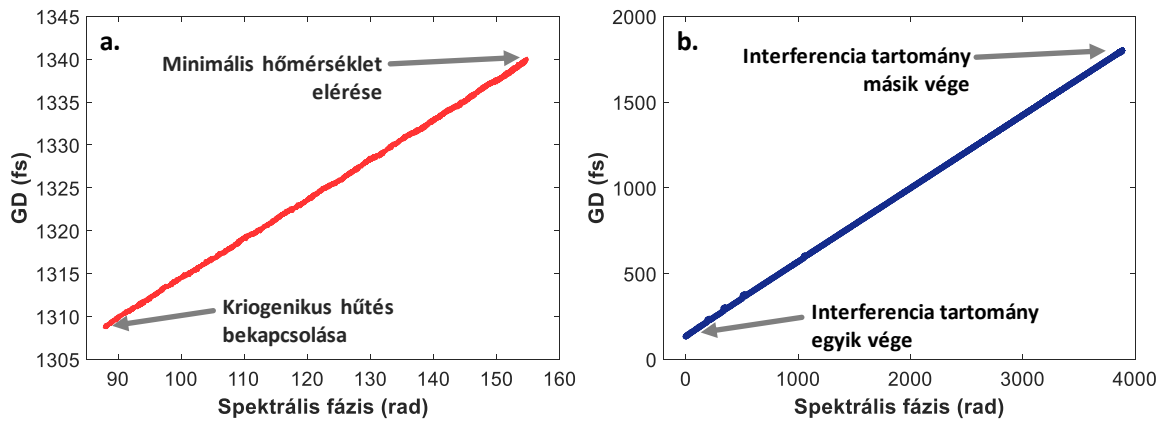 a.
1345
1340
1335
1330
1325
1320
1315
1310
1305
GD (fs)
Minimális hőmérséklet
elérése
Kriogenikus hűtés
bekapcsolása
90 100 110 120 130 140 150 160
Spektrális fázis (rad)
b.
2000
1500
1000
500
0
GD (fs)
Interferencia tartomány
másik vége
Interferencia tartomány
egyik vége
0 1000 2000 3000 4000
Spektrális fázis (rad)